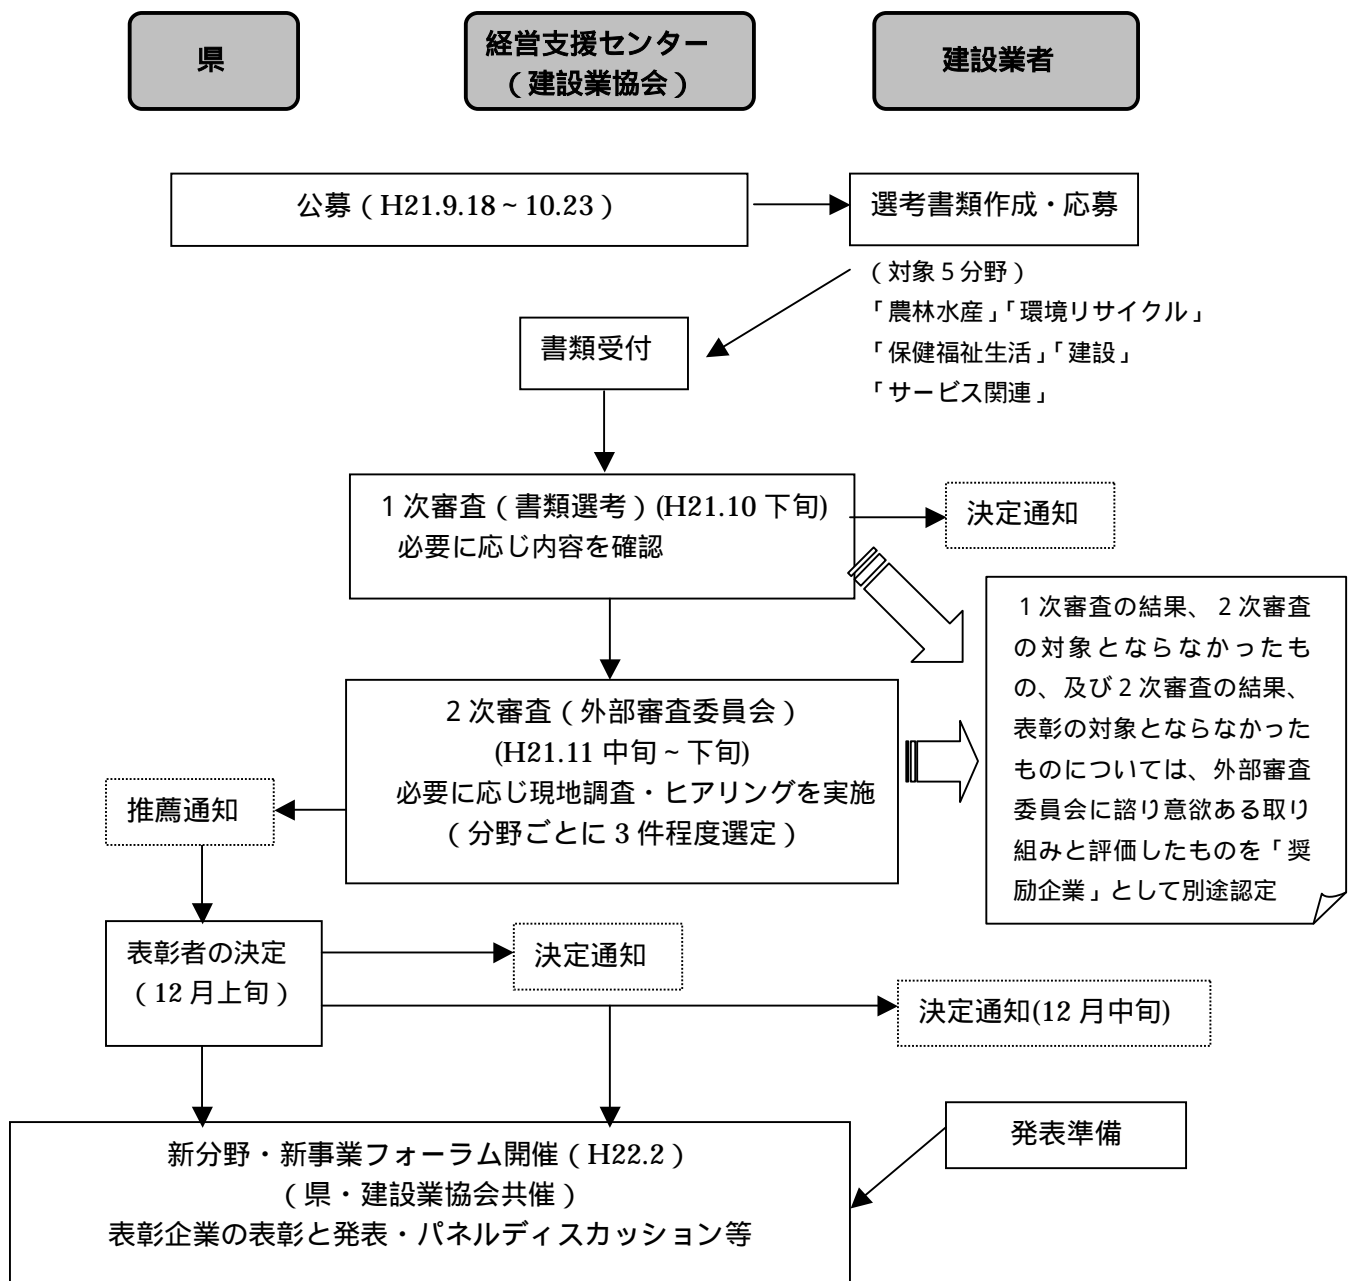 県
経営支援センター
（建設業協会）
建設業者
公募（H21.9.18～10.23）
選考書類作成・応募
（対象５分野）
「農林水産」「環境リサイクル」
「保健福祉生活」「建設」
「サービス関連」
書類受付
１次審査（書類選考）(H21.10 下旬)
必要に応じ内容を確認
決定通知
１次審査の結果、２次審査
の対象とならなかったも
の、及び２次審査の結果、
表彰の対象とならなかった
ものについては、外部審査
委員会に諮り意欲ある取り
組みと評価したものを「奨
励企業」として別途認定
２次審査（外部審査委員会）
(H21.11 中旬～下旬)
必要に応じ現地調査・ヒアリングを実施
（分野ごとに３件程度選定）
推薦通知
表彰者の決定
（12 月上旬）
決定通知
決定通知(12 月中旬)
発表準備
新分野・新事業フォーラム開催（H22.2）
（県・建設業協会共催）
表彰企業の表彰と発表・パネルディスカッション等